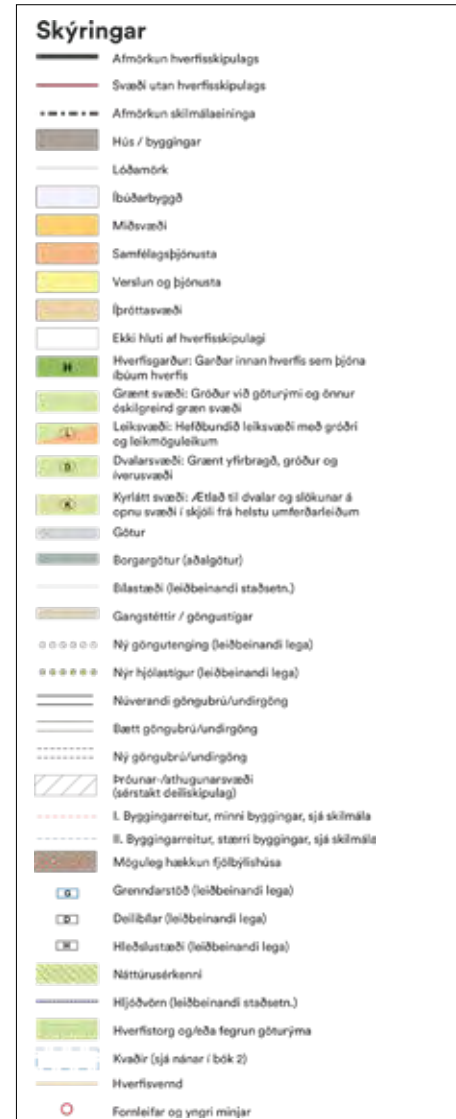 Skýringar
Afmörkun hverfisskipulags
Svæði utan hverfisskipulags
Afmörkun skilmálaeininga
Hús / byggingar
Lóðamörk
Íbúðarbyggð
Miðsvæði
Samfélagsþjónusta
Verslun og þjónusta
Íþróttasvæði
Ekki hluti af hverfisskipulagi
H
Hverfisgarður: Garðar innan hverfis sem þjóna
íbúum hverfis
Grænt svæði: Gróður við göturými og önnur
óskilgreind græn svæði
L
Leiksvæði: Hefðbundið leiksvæði með gróðri
og leikmöguleikum
D
Dvalarsvæði: Grænt yfirbragð, gróður og
íverusvæði
K
Kyrlátt svæði: Ætlað til dvalar og slökunar á
opnu svæði í skjóli frá helstu umferðarleiðum
Götur
Borgargötur (aðalgötur)
Bílastæði (leiðbeinandi staðsetn.)
Gangstéttir / göngustígar
Ný göngutenging (leiðbeinandi lega)
Nýr hjólastígur (leiðbeinandi lega)
Núverandi göngubrú/undirgöng
Bætt göngubrú/undirgöng
Ný göngubrú/undirgöng
Þróunar-/athugunarsvæði
(sérstakt deiliskipulag)
I. Byggingarreitur, minni byggingar, sjá skilmála
II. Byggingarreitur, stærri byggingar, sjá skilmála
Möguleg hækkun fjölbýlishúsa
G
Grenndarstöð (leiðbeinandi lega)
D
Deilibílar (leiðbeinandi lega)
H
Hleðslustæði (leiðbeinandi lega)
Náttúrusérkenni
Hljóðvörn (leiðbeinandi staðsetn.)
Hverfistorg og/eða fegrun göturýma
Kvaðir (sjá nánar í bók 2)
Hverfisvernd
Fornleifar og yngri minjar